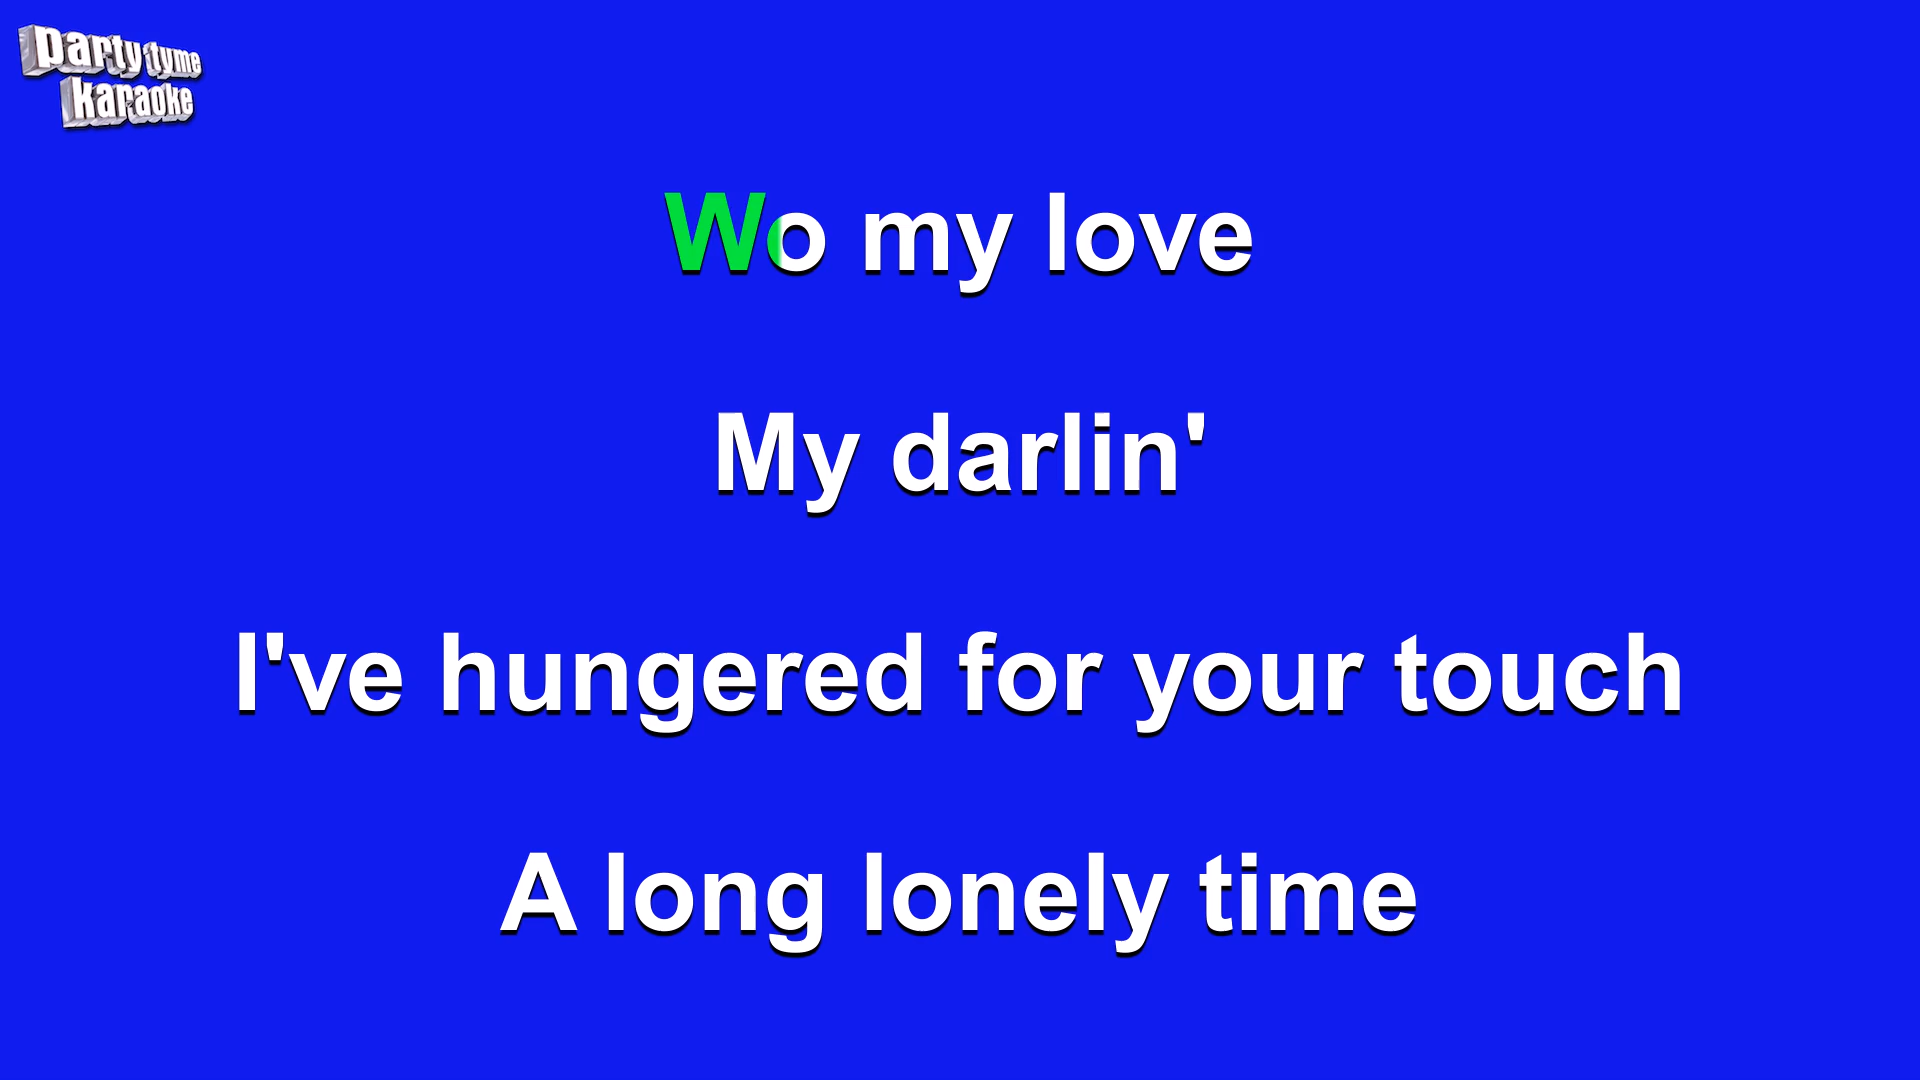 party tyme
karaoke
Wo my love
My darlin'
I've hungered for your touch
A long lonely time